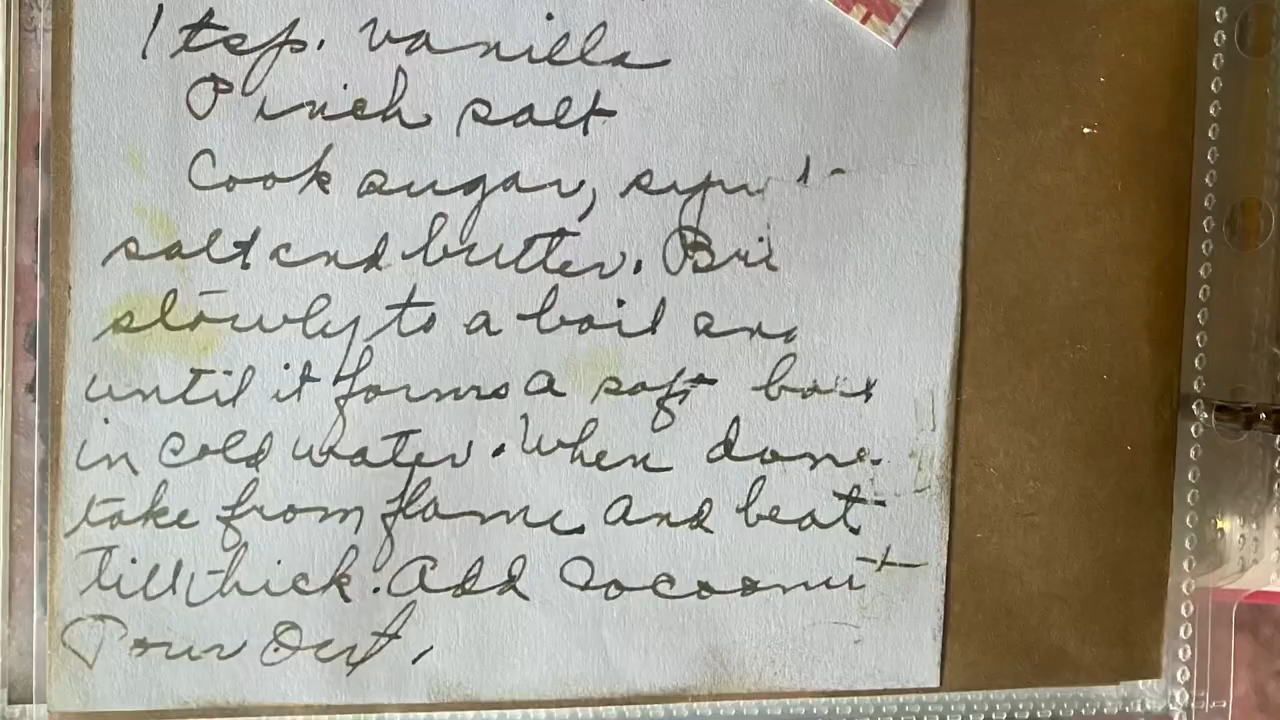 1 tsp. vanilla
Pinch salt
Cook sugar,
salt and butter.
slowly to a boil
until it forms a soft
in cold water. When
take from flame and beat
till thick. Add Cocoanut
Pour Out.